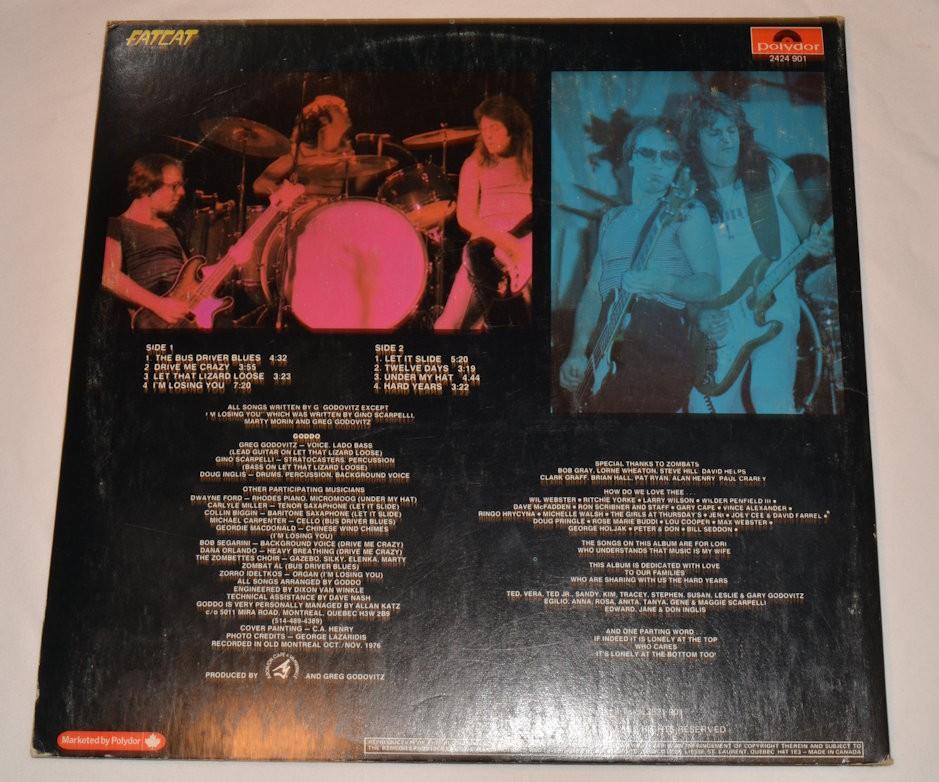 FATCAT
polydor
2424 901
SIDE 1
1. THE BUS DRIVER BLUES 4:32
2 DRIVE ME CRAZY 3:55
3 LET THAT LIZARD LOOSE 3:23
4 I'M LOSING YOU 7:20
SIDE 2
1. LET IT SLIDE 5:20
2. TWELVE DAYS 3:19
3. UNDER MY HAT 4.44
4. HARD YEARS 3:22
ALL SONGS WRITTEN BY G GODOVITZ EXCEPT
I'M LOSING YOU" WHICH WAS WRITTEN BY GINO SCARPELLI,
MARTY MORIN AND GREG GODOVITZ
GODDO
GREG GODOVITZ — VOICE, LADO BASS
(LEAD GUITAR ON LET THAT LIZARD LOOSE)
GINO SCARPELLI — STRATOCASTERS, PERCUSSION
(BASS ON LET THAT LIZARD LOOSE)
DOUG INGLIS — DRUMS, PERCUSSION, BACKGROUND VOICE
OTHER PARTICIPATING MUSICIANS
DWAYNE FORD — RHODES PIANO, MICROMOOG (UNDER MY HAT)
CARLYLE MILLER — TENOR SAXAPHONE (LET IT SLIDE)
COLLIN BIGGIN — BARITONE SAXAPHONE (LET IT SLIDE)
MICHAEL CARPENTER — CELLO (BUS DRIVER BLUES)
GEORDIE MACDONALD — CHINESE WIND CHIMES
(I'M LOSING YOU)
BOB SEGARINI — BACKGROUND VOICE (DRIVE ME CRAZY)
DANA ORLANDO — HEAVY BREATHING (DRIVE ME CRAZY)
THE ZOMBETTES CHOIR — GAZEBO, SILKY, ELENKA, MARTY
ZOMBAT AL (BUS DRIVER BLUES)
ZORRO IDELTKOS — ORGAN (I'M LOSING YOU)
ALL SONGS ARRANGED BY GODDO
ENGINEERED BY DIXON VAN WINKLE
TECHNICAL ASSISTANCE BY DAVE NASH
GODDO IS VERY PERSONALLY MANAGED BY ALLAN KATZ
c/o 5011 MIRA ROAD, MONTREAL, QUEBEC H3W 2B9
(514-489-4389)
COVER PAINTING — C.A. HENRY
PHOTO CREDITS — GEORGE LAZARIDIS
RECORDED IN OLD MONTREAL OCT./NOV. 1976
PRODUCED BY AND GREG GODOVITZ
SPECIAL THANKS TO ZOMBATS
BOB GRAY, LORNE WHEATON, STEVE HILL, DAVID HELPS
CLARK GRAFF, BRIAN HALL, PAT RYAN, ALAN HENRY, PAUL CRAREY
HOW DO WE LOVE THEE . . .
WIL WEBSTER • RITCHIE YORKE • LARRY WILSON • WILDER PENFIELD III •
DAVE McFADDEN • RON SCRIBNER AND STAFF • GARY CAPE • VINCE ALEXANDER •
RINGO HRYCYNA • MICHELLE WALSH • THE GIRLS AT THURSDAY'S • JENN • JOEY CEE & DAVID FARREL •
DOUG PRINGLE • ROSE MARIE BUDDI • LOU COOPER • MAX WEBSTER •
GEORGE HOLJAK • PETER & DON • BILL SEDDON •
THE SONGS ON THIS ALBUM ARE FOR LORI
WHO UNDERSTANDS THAT MUSIC IS MY WIFE
THIS ALBUM IS DEDICATED WITH LOVE
TO OUR FAMILIES
WHO ARE SHARING WITH US THE HARD YEARS
TED, VERA, TED JR., SANDY, KIM, TRACEY, STEPHEN, SUSAN, LESLIE & GARY GODOVITZ
EGILIO, ANNA, ROSA, ANITA, TANYA, GENE & MAGGIE SCARPELLI
EDWARD, JANE & DON INGLIS
AND ONE PARTING WORD
IF INDEED IT IS LONELY AT THE TOP
WHO CARES
IT'S LONELY AT THE BOTTOM TOO'
ALL RIGHTS RESERVED
Marketed by Polydor
INFRINGEMENT OF COPYRIGHT THEREIN AND SUBJECT TO
ST. LAURENT, QUEBEC H4T 1E3 — MADE IN CANADA